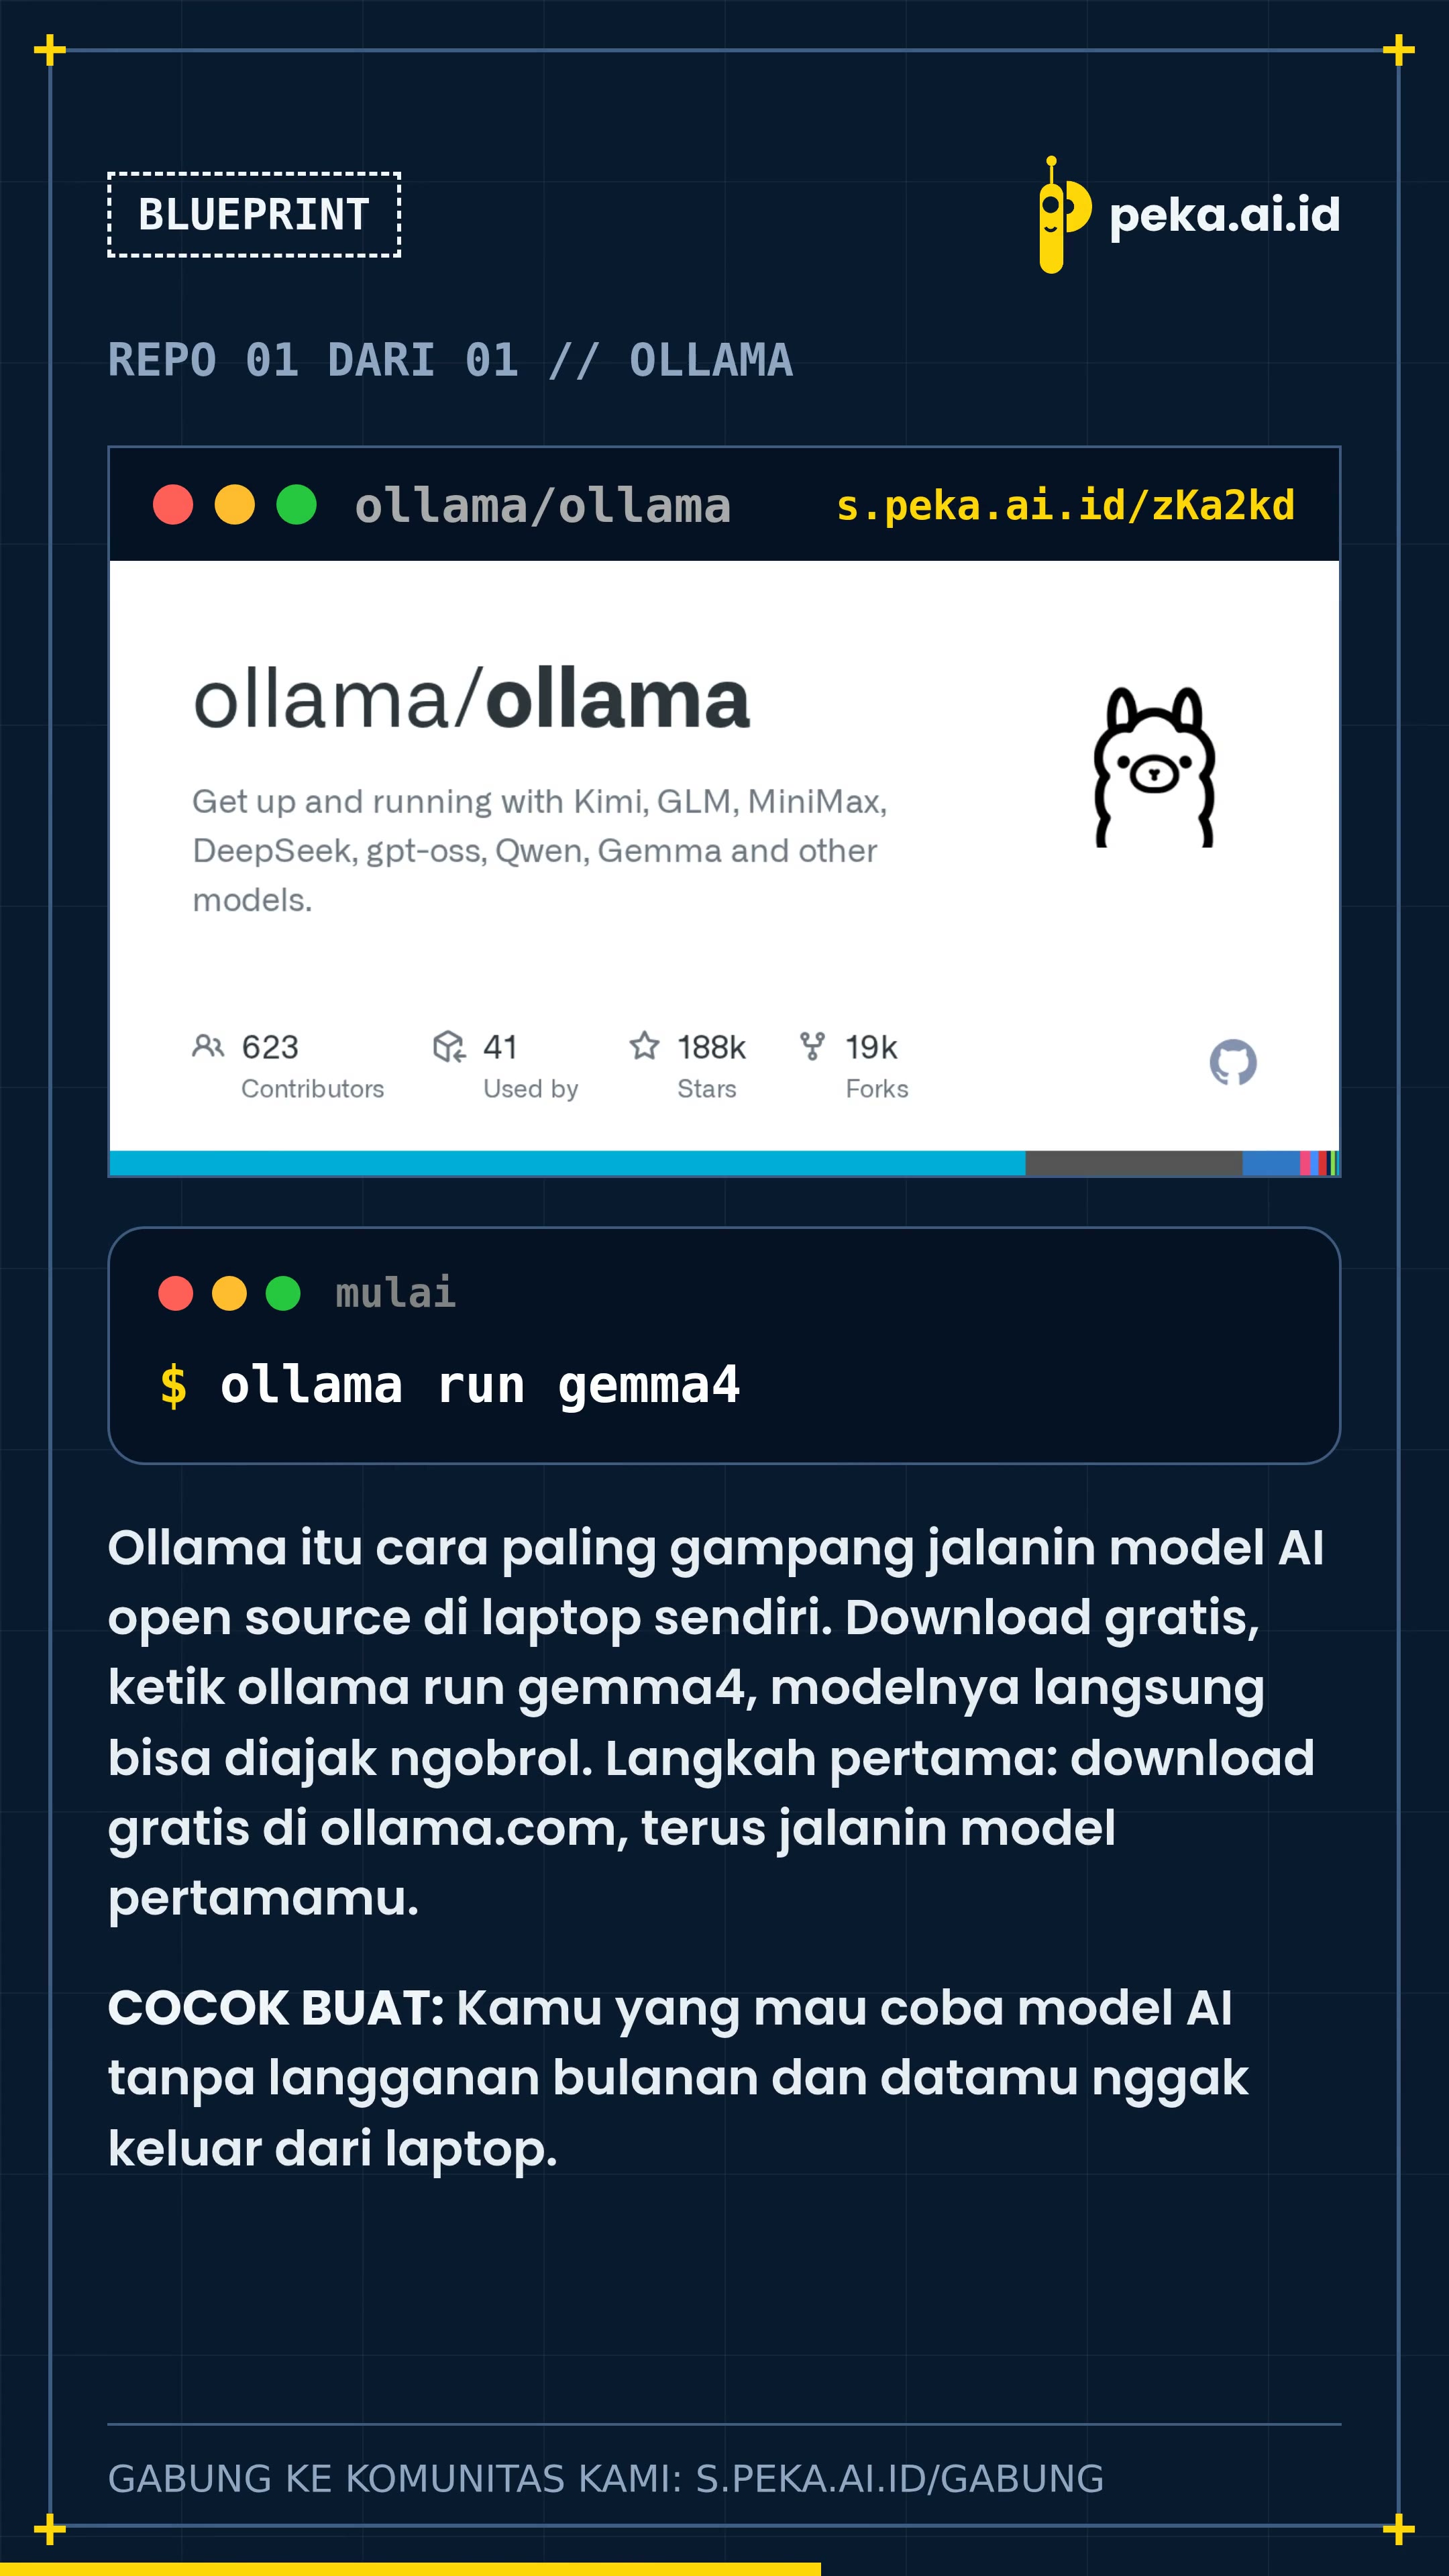 BLUEPRINT
peka.ai.id
REPO 01 DARI 01 // OLLAMA
ollama/ollama
s.peka.ai.id/zKa2kd
ollama/ollama
Get up and running with Kimi, GLM, MiniMax,
DeepSeek, gpt-oss, Qwen, Gemma and other
models.
623
Contributors
41
Used by
188k
Stars
19k
Forks
mulai
$ ollama run gemma4
Ollama itu cara paling gampang jalanin model AI
open source di laptop sendiri. Download gratis,
ketik ollama run gemma4, modelnya langsung
bisa diajak ngobrol. Langkah pertama: download
gratis di ollama.com, terus jalanin model
pertamamu.
COCOK BUAT: Kamu yang mau coba model AI
tanpa langganan bulanan dan datamu nggak
keluar dari laptop.
GABUNG KE KOMUNITAS KAMI: S.PEKA.AI.ID/GABUNG